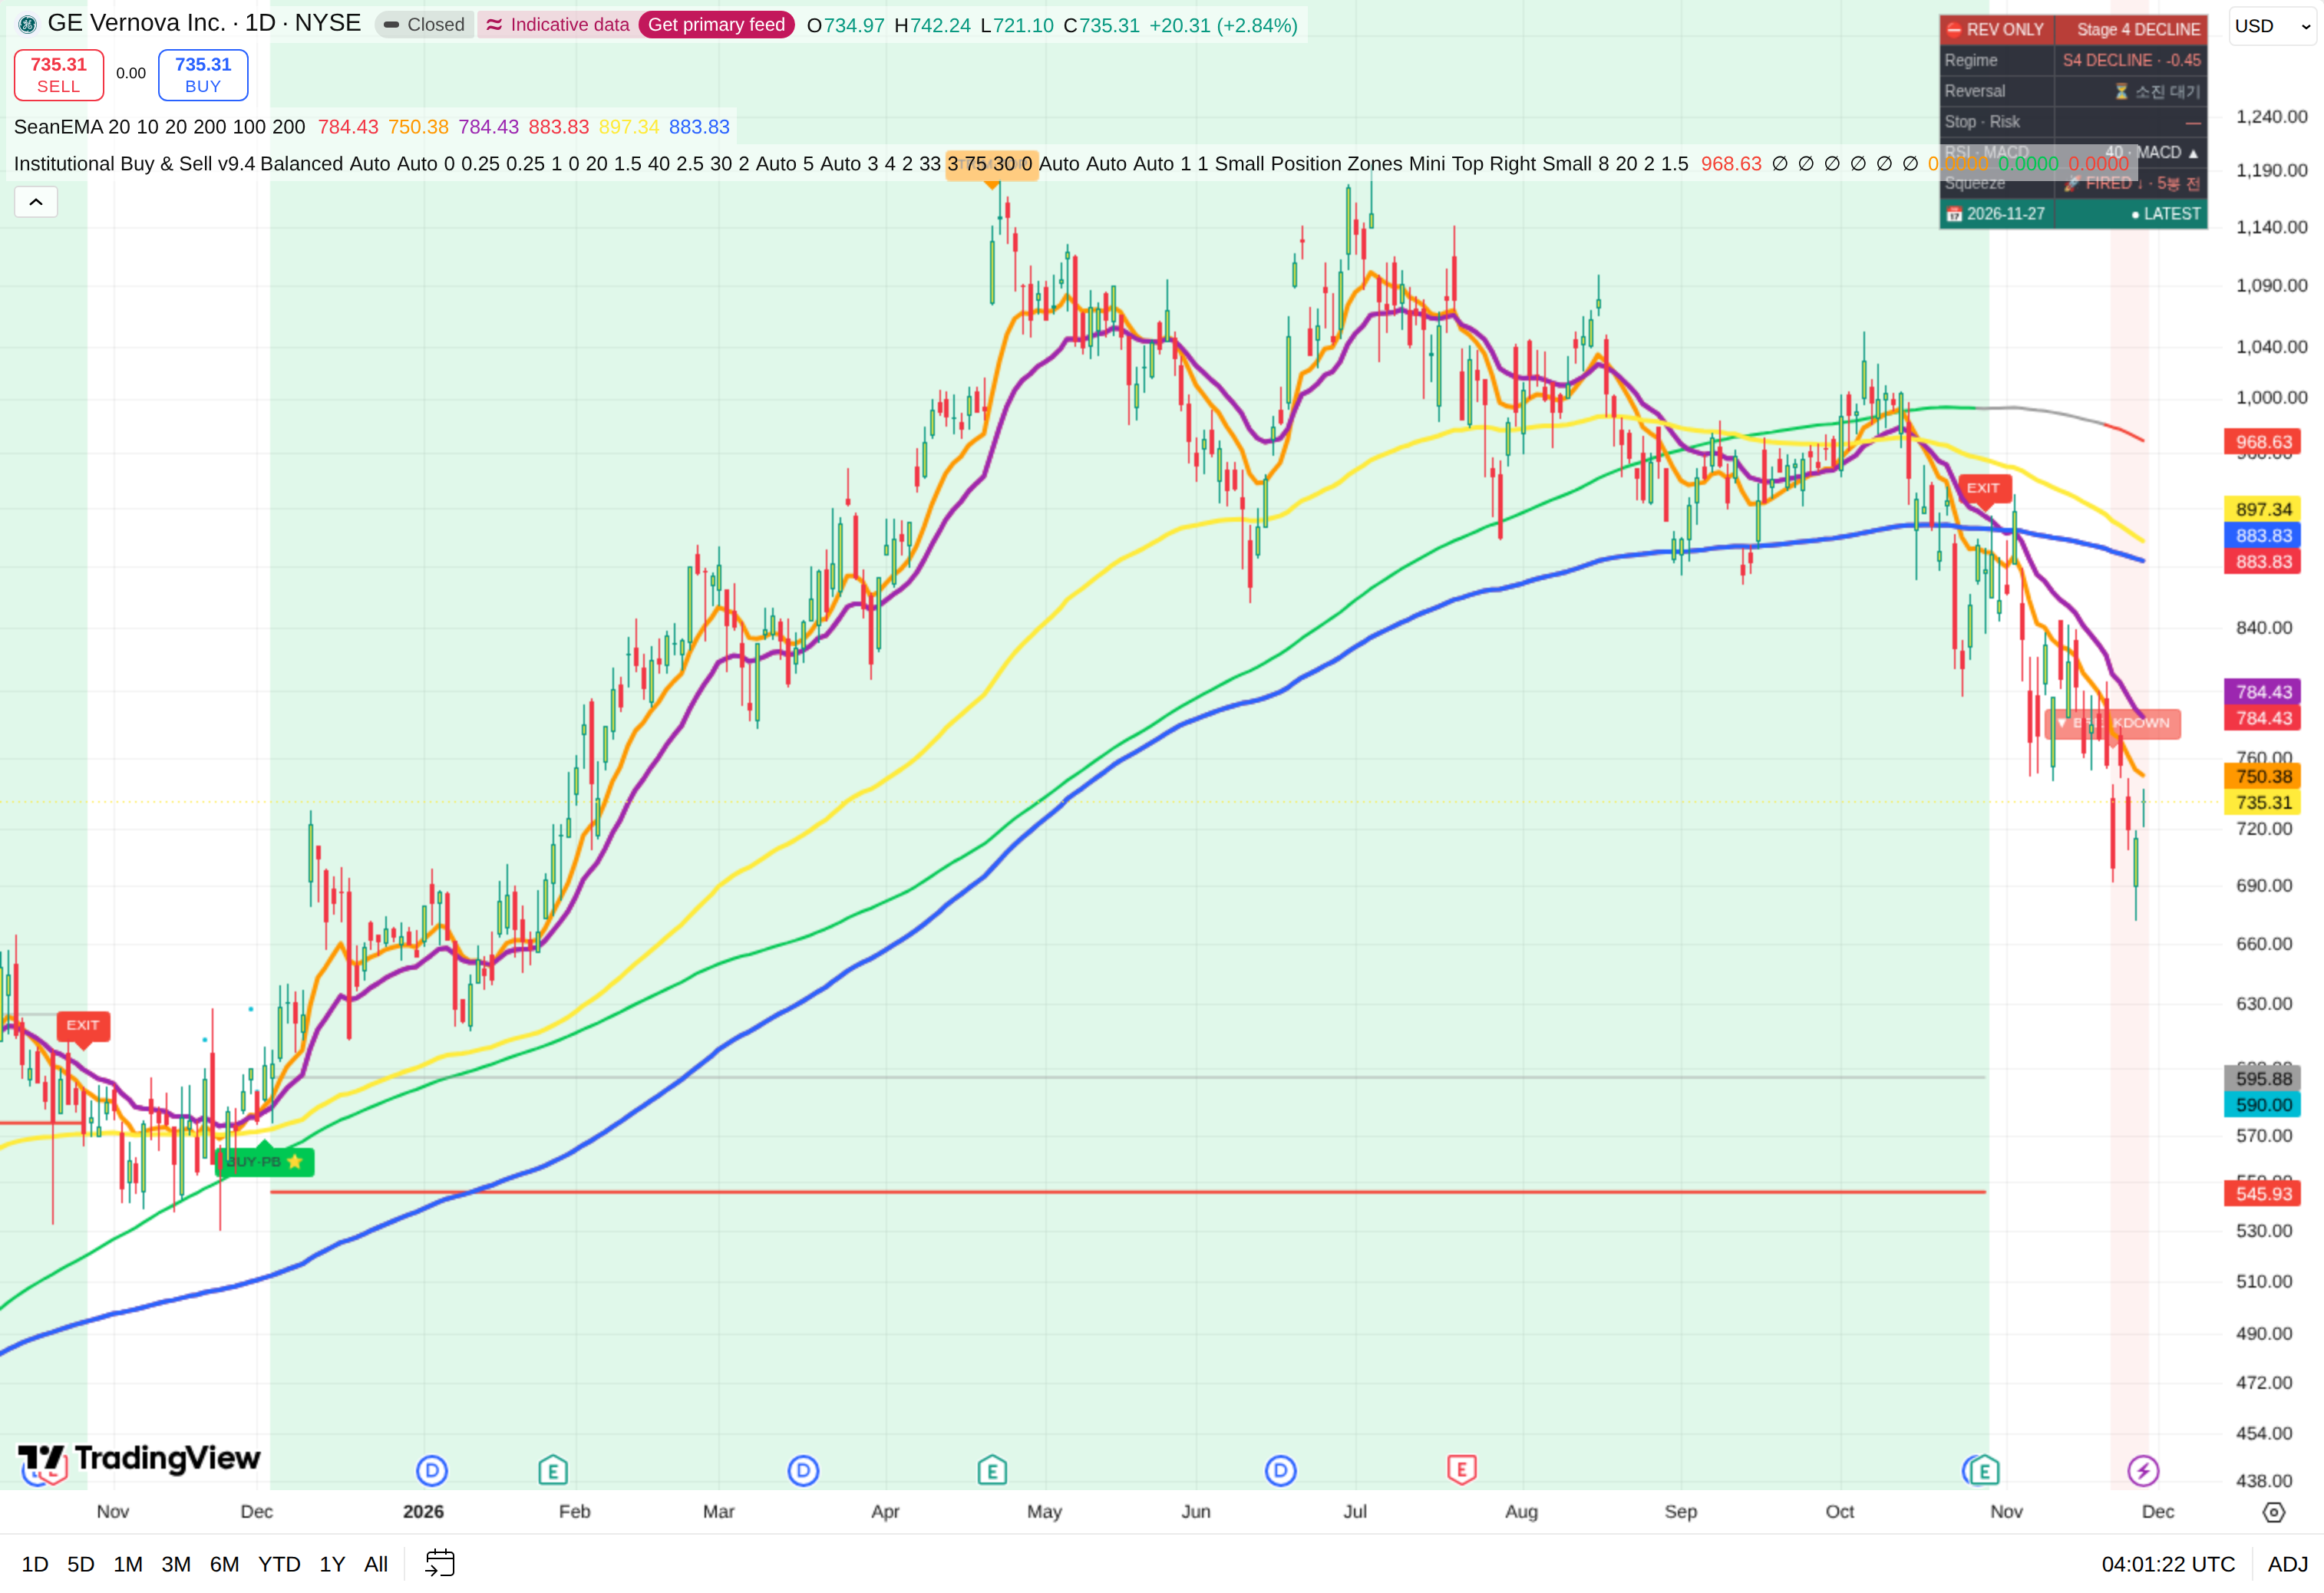 GE Vernova Inc. · 1D · NYSE
Closed
Indicative data
Get primary feed
O734.97 H742.24 L721.10 C735.31 +20.31 (+2.84%)
735.31
SELL
0.00
735.31
BUY
SeanEMA 20 10 20 200 100 200 784.43 750.38 784.43 883.83 897.34 883.83
Institutional Buy & Sell v9.4 Balanced Auto Auto 0 0.25 0.25 1 0 20 1.5 40 2.5 30 2 Auto 5 Auto 3 4 2 33 3 75 30 0 Auto Auto Auto 1 1 Small Position Zones Mini Top Right Small 8 20 2 1.5 968.63 ∅ ∅ ∅ ∅ ∅ ∅ 0.0000 0.0000 0.0000
REV ONLY Stage 4 DECLINE
Regime S4 DECLINE · -0.45
Reversal ⏳ 소진 대기
Stop · Risk —
RSI · MACD 40 · MACD ▲
Squeeze 🚀 FIRED ↓ · 5봉 전
2026-11-27 ● LATEST
USD
1,240.00
1,190.00
1,140.00
1,090.00
1,040.00
1,000.00
968.63
897.34
883.83
883.83
840.00
784.43
784.43
760.00
750.38
735.31
720.00
690.00
660.00
630.00
595.88
590.00
570.00
545.93
530.00
510.00
490.00
472.00
454.00
438.00
EXIT
BUY-PB ⭐
EXIT
KDOWN
TradingView
E
D
E
D
E
D
E
E
Nov Dec 2026 Feb Mar Apr May Jun Jul Aug Sep Oct Nov Dec
1D 5D 1M 3M 6M YTD 1Y All
04:01:22 UTC
ADJ